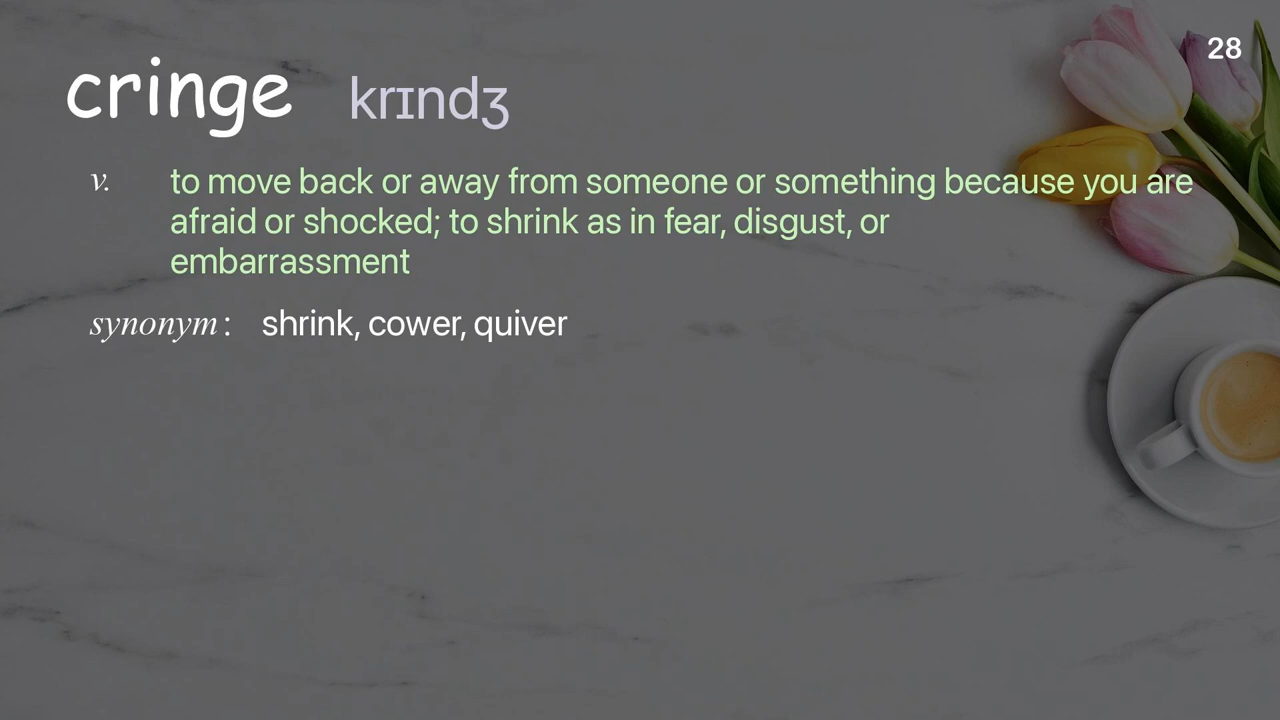 28
cringe krɪndʒ
v. to move back or away from someone or something because you are
afraid or shocked; to shrink as in fear, disgust, or
embarrassment
synonym: shrink, cower, quiver